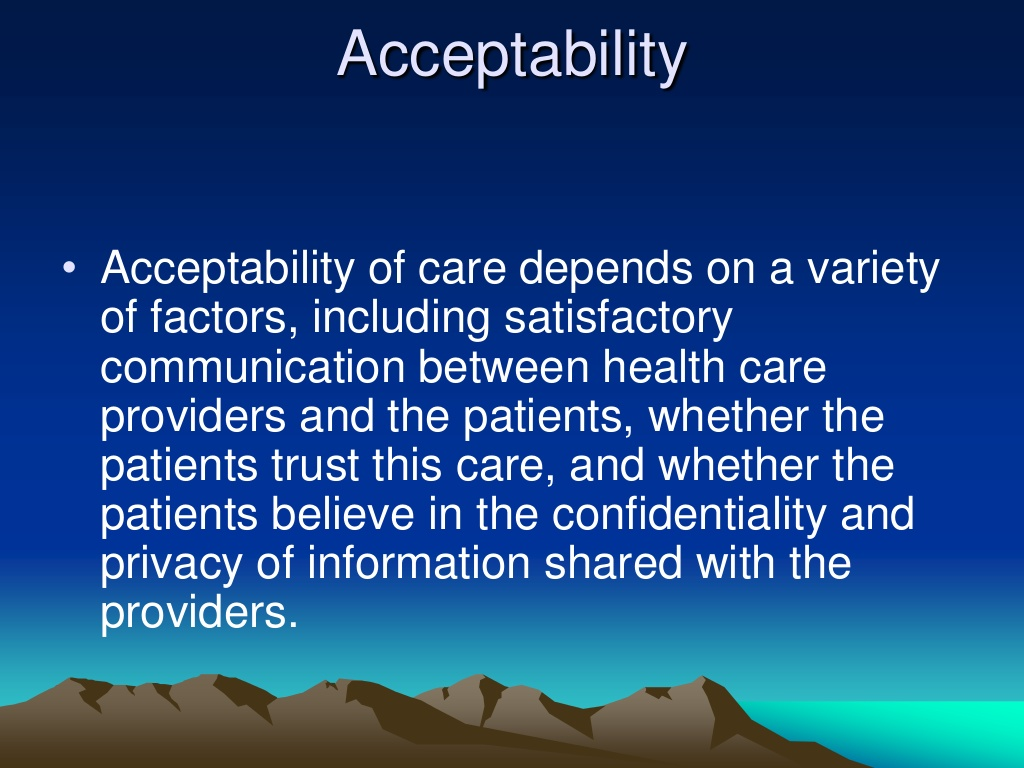 Acceptability
• Acceptability of care depends on a variety
of factors, including satisfactory
communication between health care
providers and the patients, whether the
patients trust this care, and whether the
patients believe in the confidentiality and
privacy of information shared with the
providers.